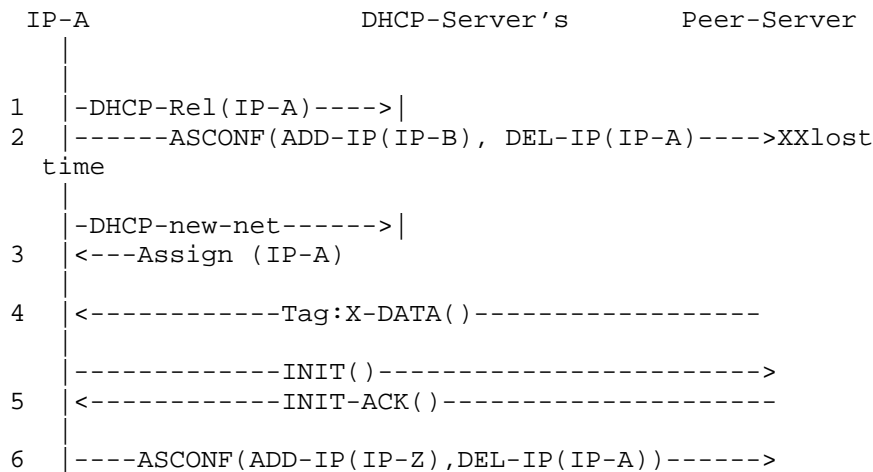 IP-A DHCP-Server's Peer-Server
1 |-DHCP-Rel(IP-A)---->|
2 |------ASCONF(ADD-IP(IP-B), DEL-IP(IP-A)---->XXlost
time
|-DHCP-new-net------>|
3 |<---Assign (IP-A)
4 |<------------Tag:X-DATA()------------------
|-------------INIT()------------------------>
5 |<------------INIT-ACK()---------------------
6 |----ASCONF(ADD-IP(IP-Z),DEL-IP(IP-A))------>